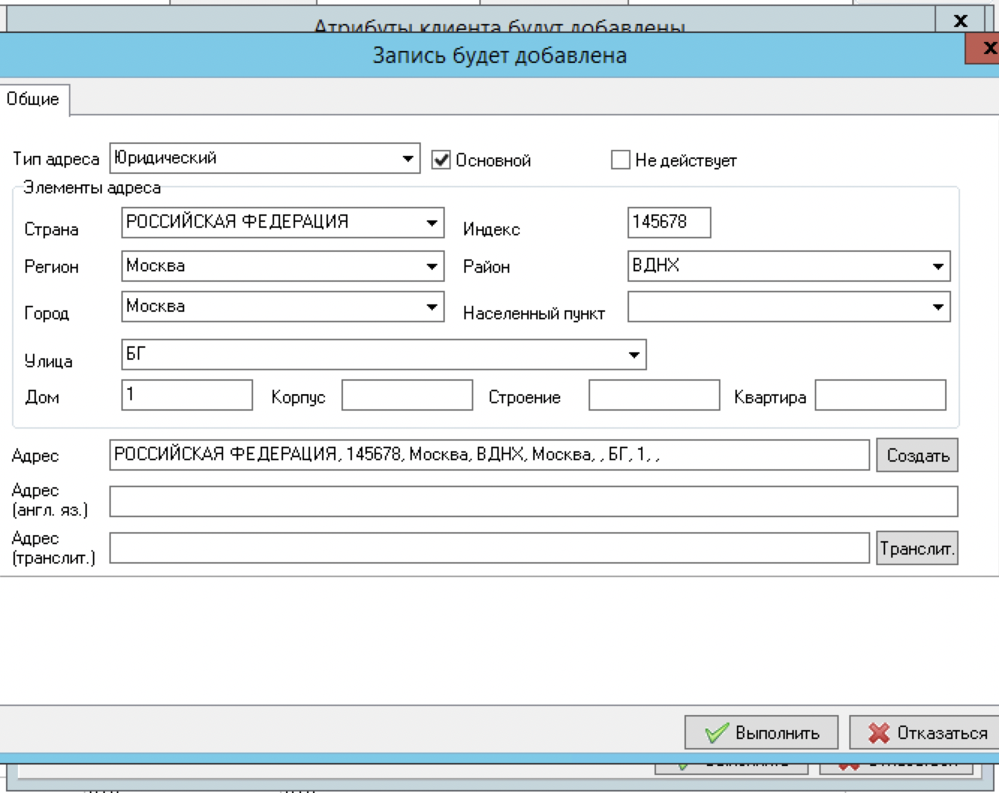 Атрибуты клиента будут добавлены
x
Запись будет добавлена
x
Общие
Тип адреса Юридический Основной Не действует
Элементы адреса
Страна РОССИЙСКАЯ ФЕДЕРАЦИЯ Индекс 145678
Регион Москва Район ВДНХ
Город Москва Населенный пункт
Улица БГ
Дом 1 Корпус Строение Квартира
Адрес РОССИЙСКАЯ ФЕДЕРАЦИЯ, 145678, Москва, ВДНХ, Москва, , БГ, 1, , Создать
Адрес
(англ. яз.)
Адрес
(транслит.) Транслит.
Выполнить Отказаться